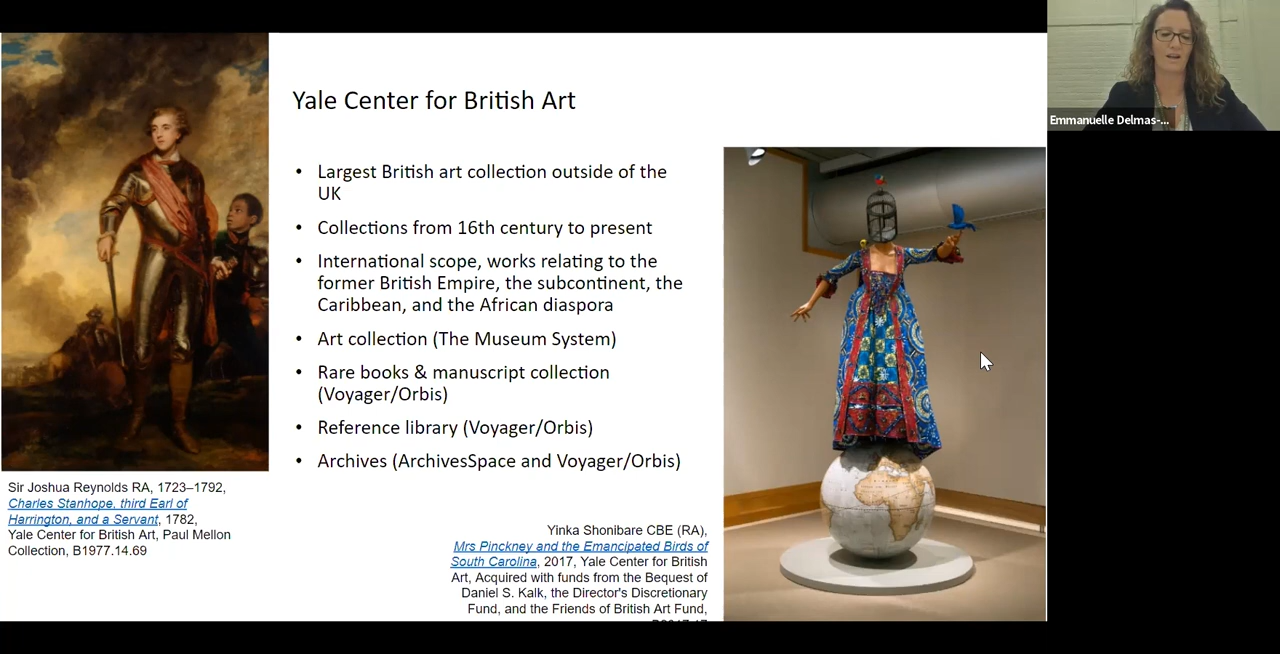 Yale Center for British Art
• Largest British art collection outside of the
UK
• Collections from 16th century to present
• International scope, works relating to the
former British Empire, the subcontinent, the
Caribbean, and the African diaspora
• Art collection (The Museum System)
• Rare books & manuscript collection
(Voyager/Orbis)
• Reference library (Voyager/Orbis)
• Archives (ArchivesSpace and Voyager/Orbis)
Sir Joshua Reynolds RA, 1723–1792,
Charles Stanhope, third Earl of
Harrington, and a Servant, 1782,
Yale Center for British Art, Paul Mellon
Collection, B1977.14.69
Yinka Shonibare CBE (RA),
Mrs Pinckney and the Emancipated Birds of
South Carolina, 2017, Yale Center for British
Art, Acquired with funds from the Bequest of
Daniel S. Kalk, the Director's Discretionary
Fund, and the Friends of British Art Fund,
Emmanuelle Delmas-...